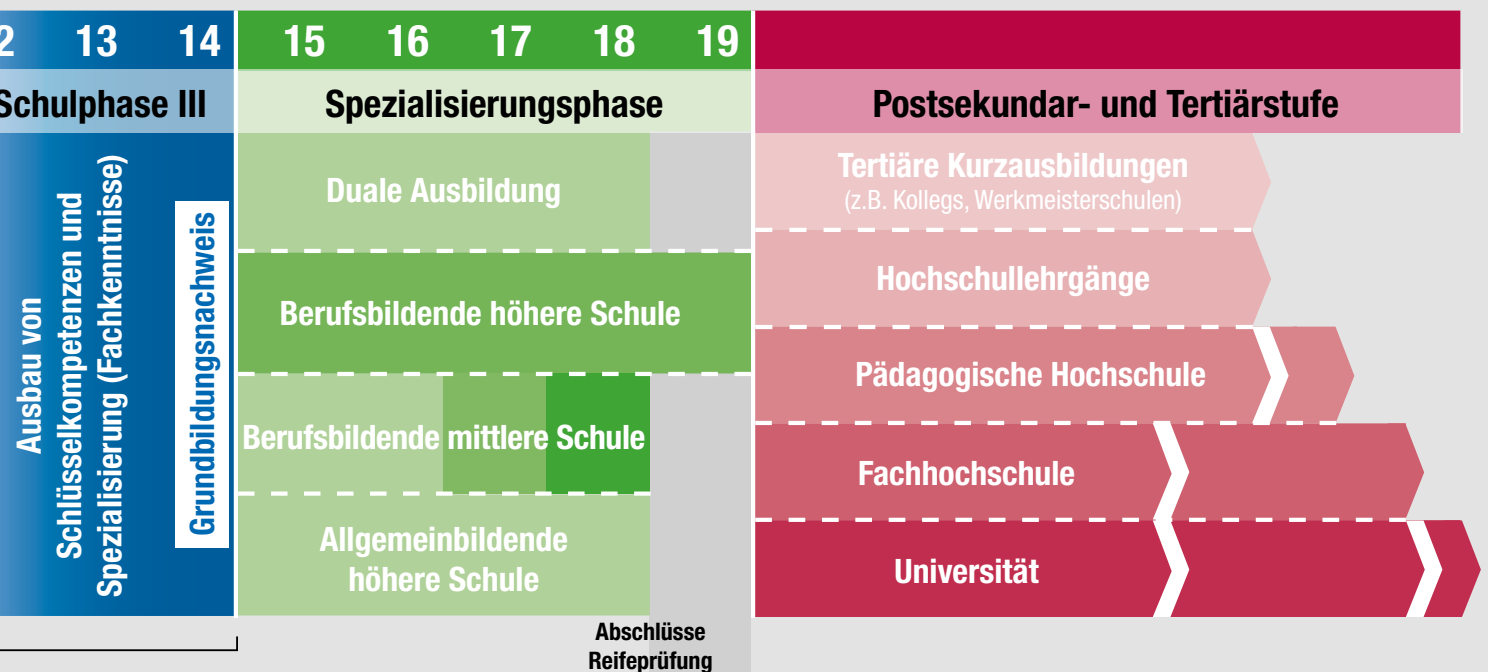 2 13 14 15 16 17 18 19
Schulphase III
Spezialisierungsphase
Postsekundar- und Tertiärstufe
Ausbau von
Schlüsselkompetenzen und
Spezialisierung (Fachkenntnisse)
Grundbildungsnachweis
Duale Ausbildung
Berufsbildende höhere Schule
Berufsbildende mittlere Schule
Allgemeinbildende
höhere Schule
Abschlüsse
Reifeprüfung
Tertiäre Kurzausbildungen
(z.B. Kollegs, Werkmeisterschulen)
Hochschullehrgänge
Pädagogische Hochschule
Fachhochschule
Universität